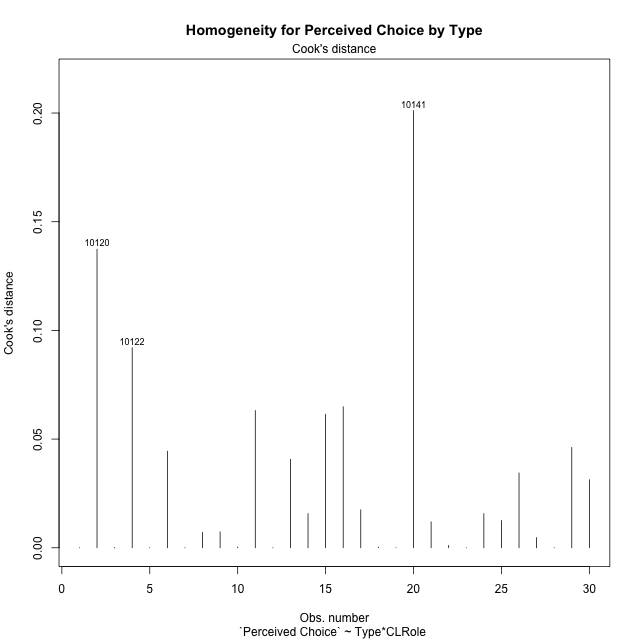 Homogeneity for Perceived Choice by Type
Cook's distance
10141
10120
10122
Cook's distance
0.20
0.15
0.10
0.05
0.00
0 5 10 15 20 25 30
Obs. number
`Perceived Choice` ~ Type*CLRole